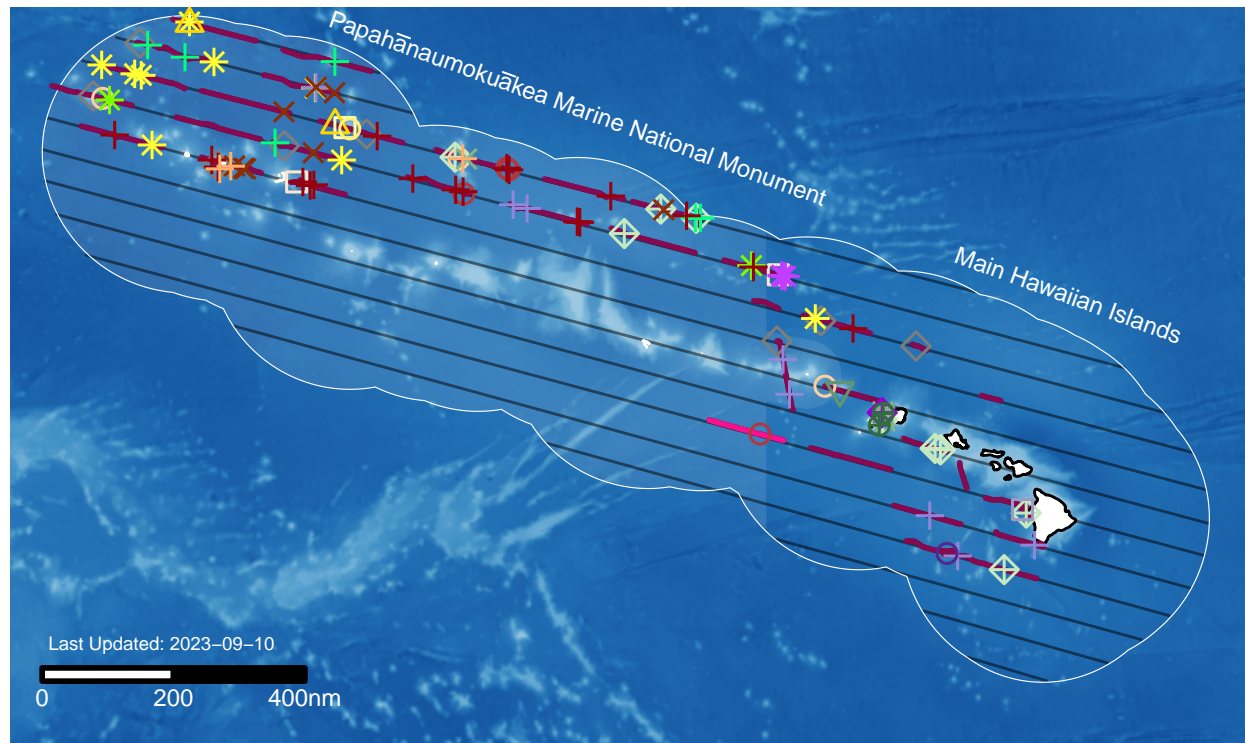 Papahānaumokuākea Marine National Monument
Main Hawaiian Islands
Last Updated: 2023−09−10
0 200 400nm